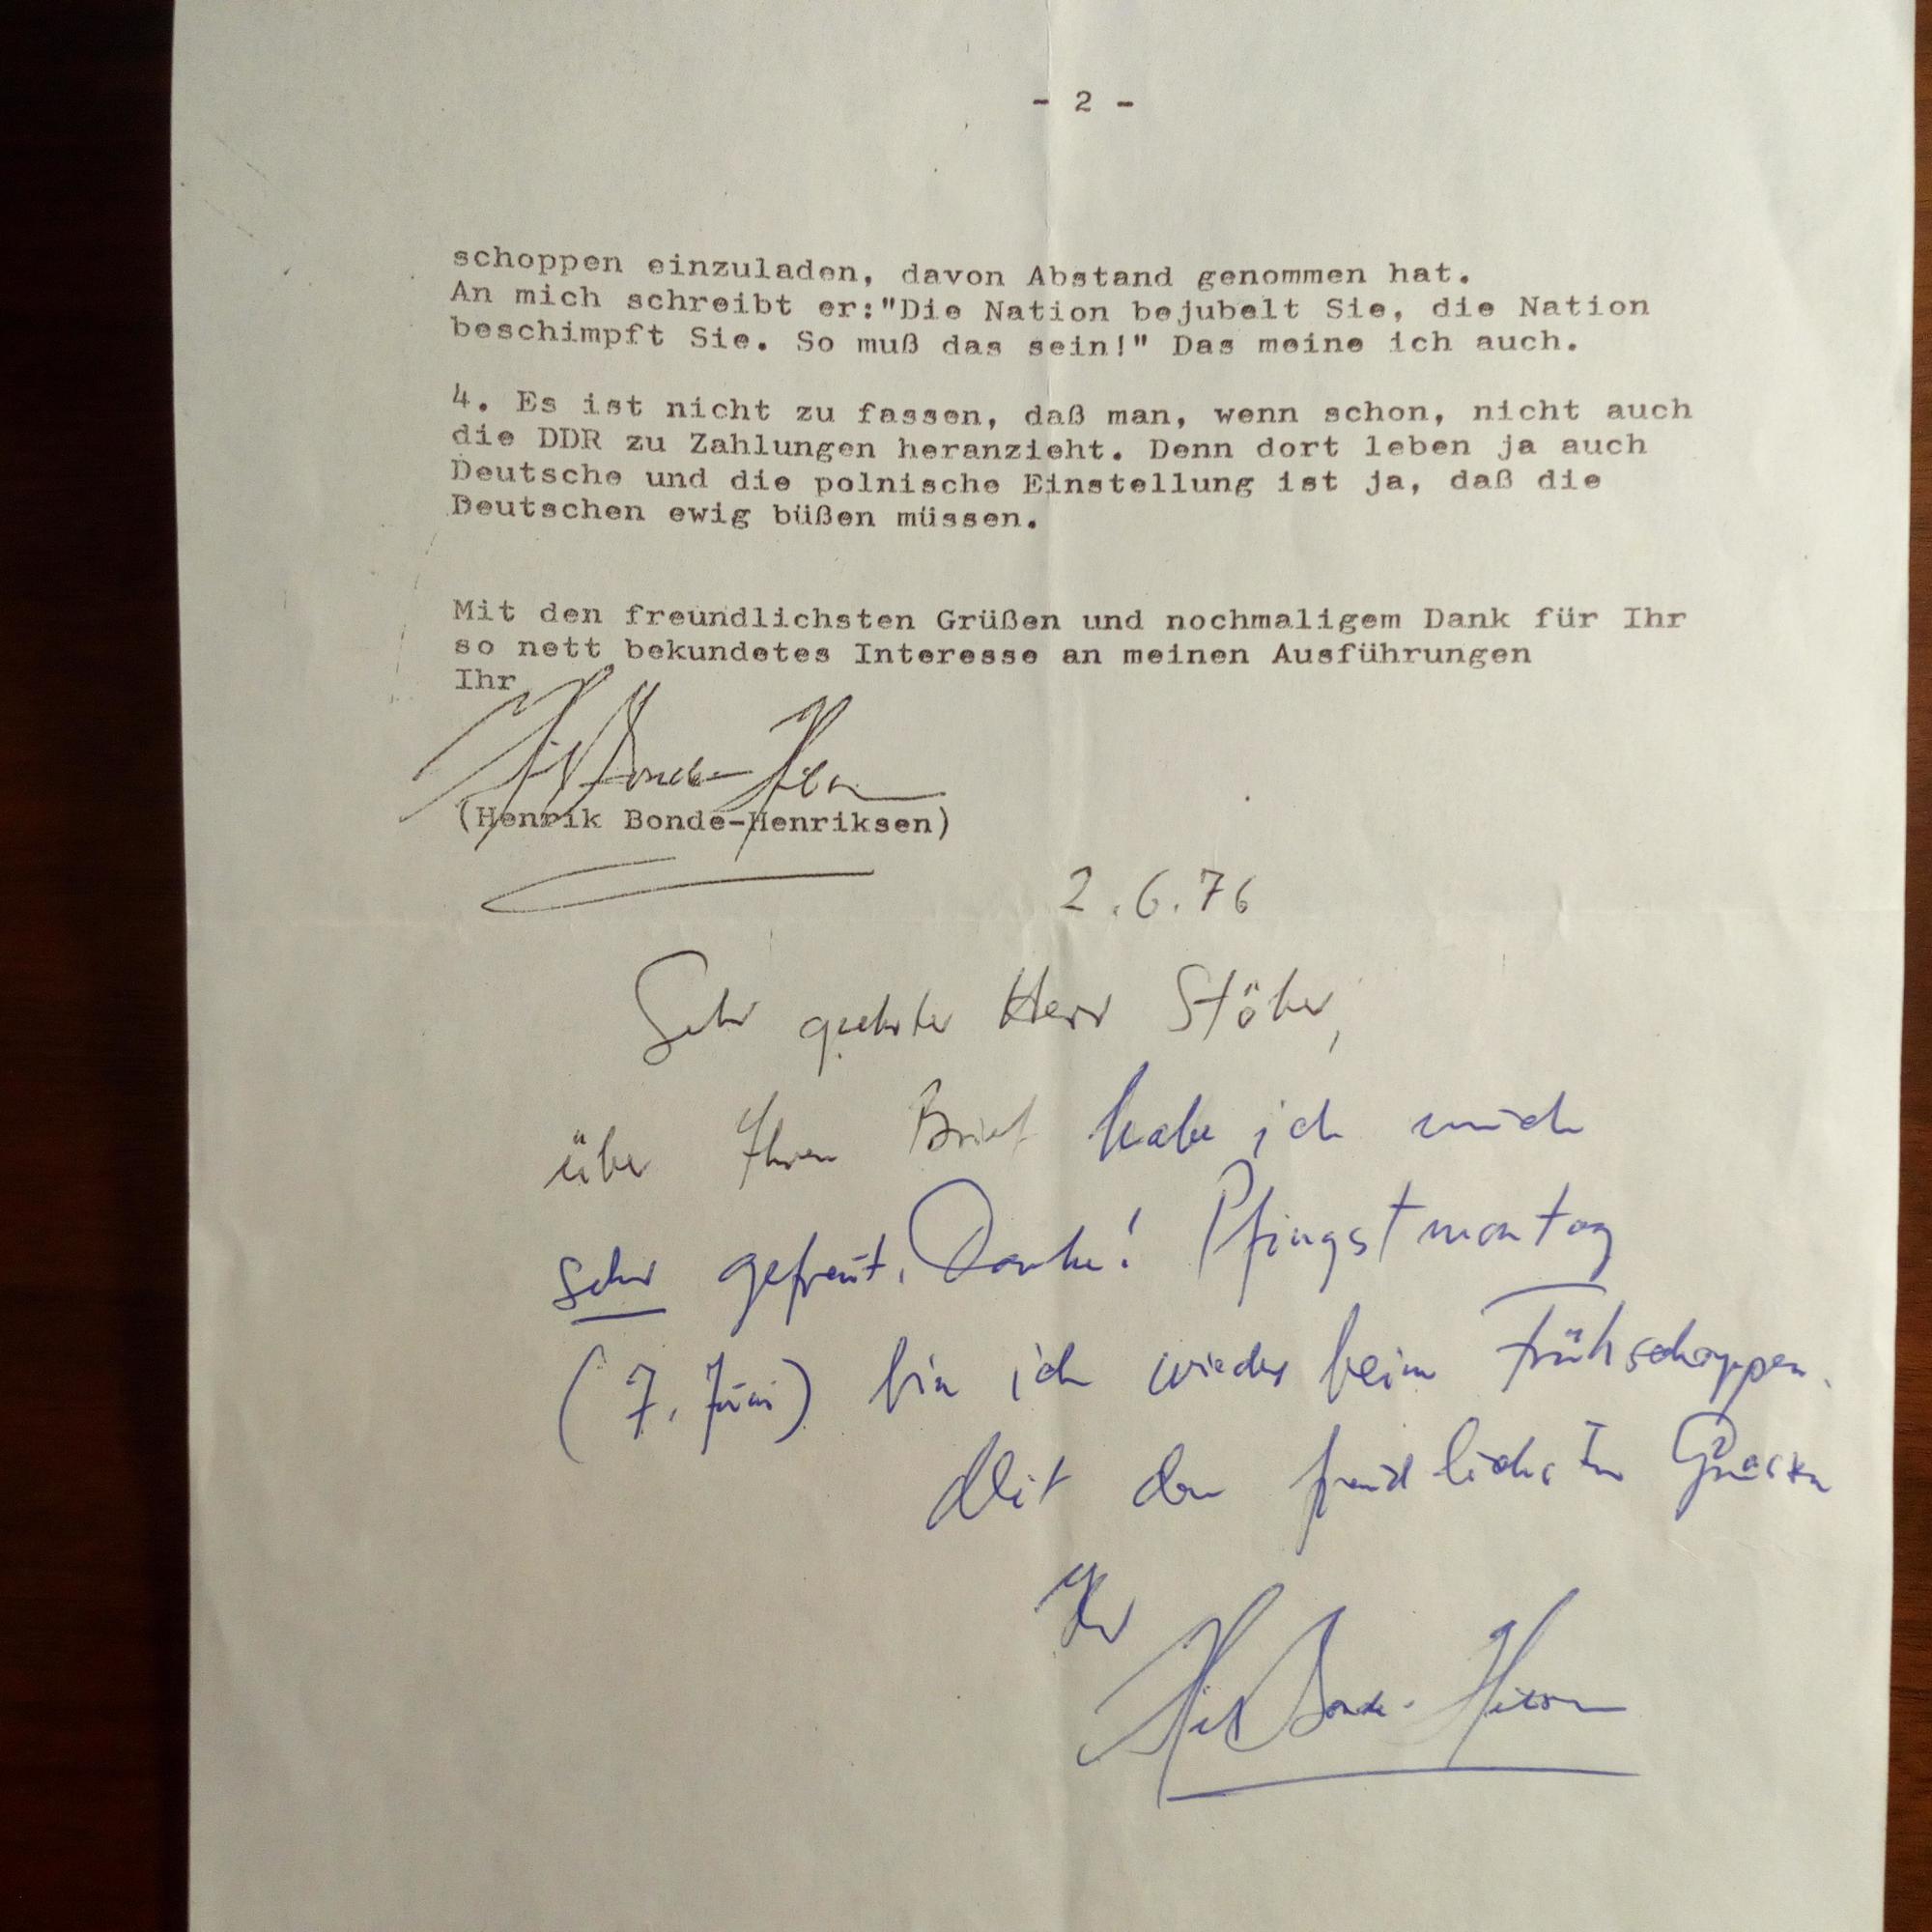 - 2 -
schoppen einzuladen, davon Abstand genommen hat.
An mich schreibt er:"Die Nation bejubelt Sie, die Nation
beschimpft Sie. So muß das sein!" Das meine ich auch.
4. Es ist nicht zu fassen, daß man, wenn schon, nicht auch
die DDR zu Zahlungen heranzieht. Denn dort leben ja auch
Deutsche und die polnische Einstellung ist ja, daß die
Deutschen ewig büßen müssen.
Mit den freundlichsten Grüßen und nochmaligem Dank für Ihr
so nett bekundetes Interesse an meinen Ausführungen
Ihr
(Henrik Bonde-Henriksen)
2.6.76
Sehr geehrter Herr Stöber,
über Ihren Brief habe ich mich
sehr gefreut. Danke! Pfingstmontag
(7. Juni) bin ich wieder beim Frühschoppen.
Mit den freundlichsten Grüssen
Ihr